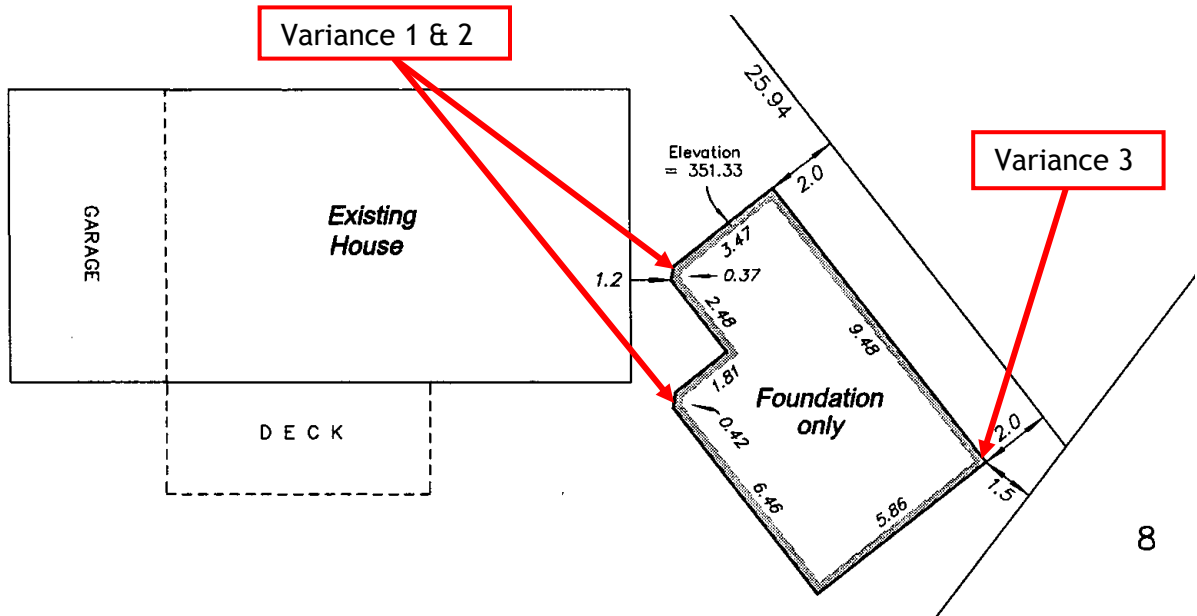 Variance 1 & 2
25.94
Variance 3
Elevation
= 351.33
2.0
GARAGE
Existing
House
3.47
1.2
0.37
2.48
9.48
1.81
Foundation
only
0.42
DECK
2.0
6.46
5.86
1.5
8